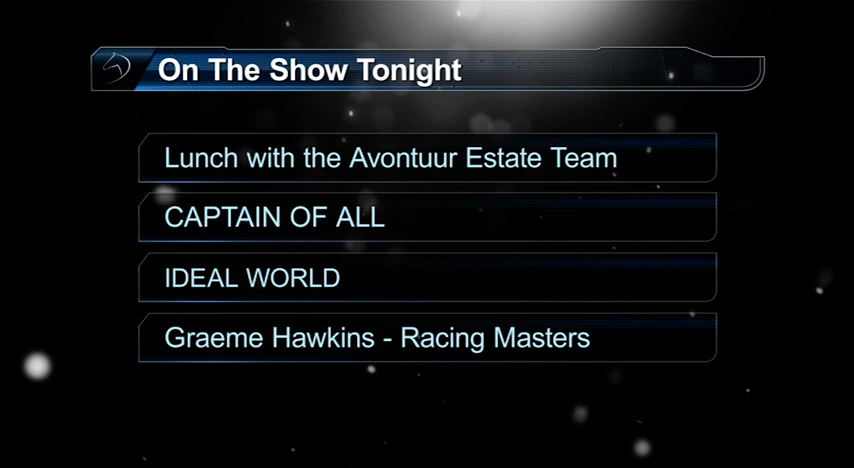 On The Show Tonight
Lunch with the Avontuur Estate Team
CAPTAIN OF ALL
IDEAL WORLD
Graeme Hawkins - Racing Masters